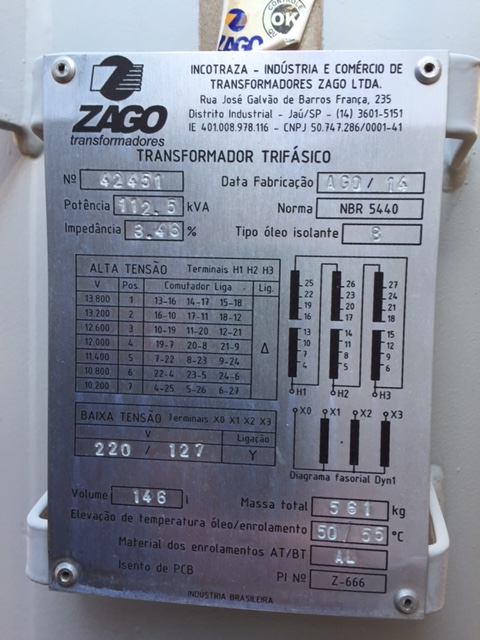 OK
ZAGO
ZAGO
transformadores
INCOTRAZA - INDÚSTRIA E COMÉRCIO DE
TRANSFORMADORES ZAGO LTDA.
Rua José Galvão de Barros França, 235
Distrito Industrial - Jaú/SP - (14) 3601-5151
IE 401.008.978.116 - CNPJ 50.747.286/0001-41
TRANSFORMADOR TRIFÁSICO
Nº 42451 Data Fabricação AGO/ 14
Potência 112.5 kVA Norma NBR 5440
Impedância 3.49 % Tipo óleo isolante B
ALTA TENSÃO Terminais H1 H2 H3
V Pos. Comutador Liga Lig.
13.800 1 13-16 14-17 15-18
13.200 2 16-10 17-11 18-12
12.600 3 10-19 11-20 12-21
12.000 4 19-7 20-8 21-9 Δ
11.400 5 7-22 8-23 9-24
10.800 6 22-4 23-5 24-6
10.200 7 4-25 5-26 6-27
25 26 27
22 23 24
19 20 21
16 17 18
13 14 15
10 11 12
7 8 9
4 5 6
H1 H2 H3
BAIXA TENSÃO Terminais X0 X1 X2 X3
V Ligação
220 / 127 Y
X0 X1 X2 X3
Diagrama fasorial Dyn1
Volume 146 l Massa total 561 kg
Elevação de temperatura óleo/enrolamento 50/55 °C
Material dos enrolamentos AT/BT AL
Isento de PCB PI Nº Z-666
INDÚSTRIA BRASILEIRA